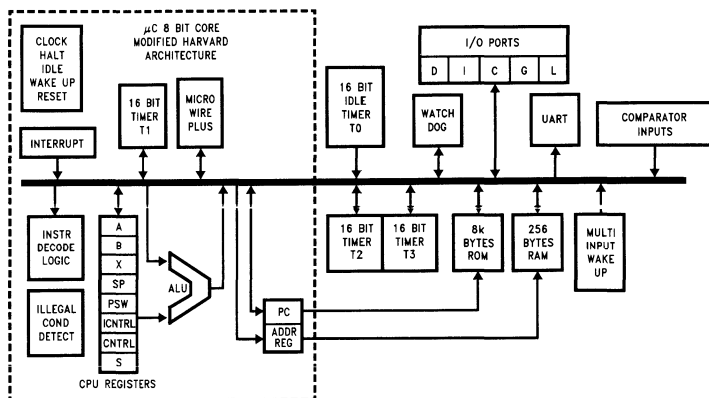 CLOCK
HALT
IDLE
WAKE UP
RESET
μC 8 BIT CORE
MODIFIED HARVARD
ARCHITECTURE
16 BIT
TIMER
T1
MICRO
WIRE
PLUS
INTERRUPT
16 BIT
IDLE
TIMER
T0
WATCH
DOG
I/O PORTS
D I C G L
UART
COMPARATOR
INPUTS
INSTR
DECODE
LOGIC
ILLEGAL
COND
DETECT
A
B
X
SP
PSW
ICNTRL
CNTRL
S
CPU REGISTERS
ALU
PC
ADDR
REG
16 BIT
TIMER
T2
16 BIT
TIMER
T3
8k
BYTES
ROM
256
BYTES
RAM
MULTI
INPUT
WAKE
UP